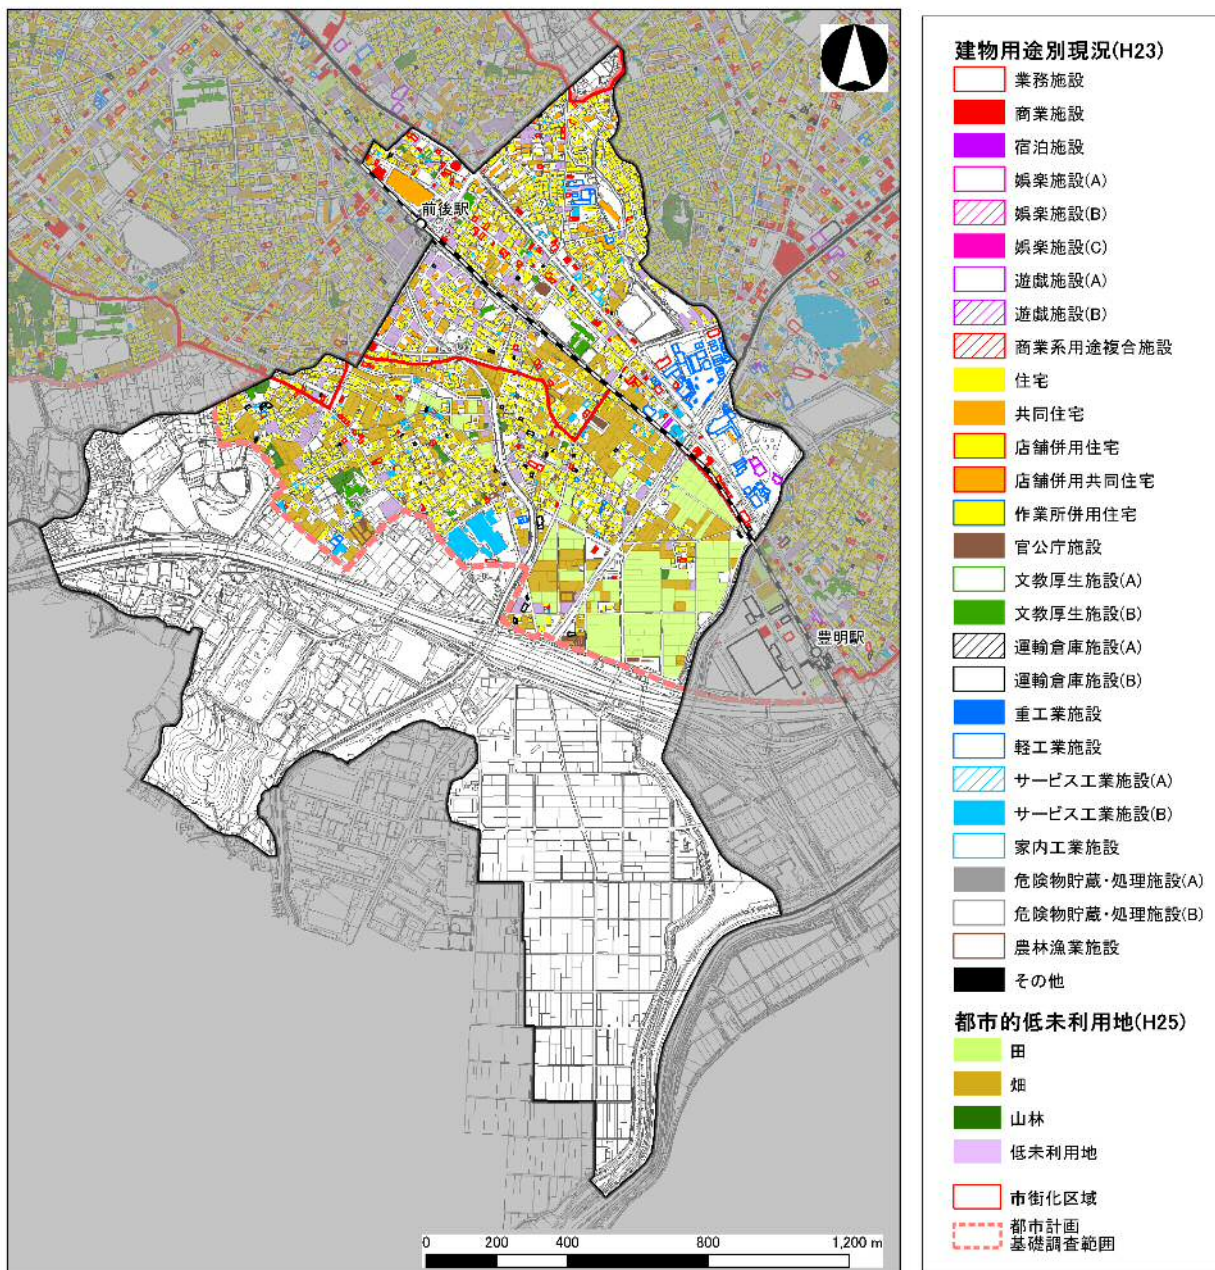 前後駅
豊明駅
0 200 400 800 1,200 m
建物用途別現況(H23)
業務施設
商業施設
宿泊施設
娯楽施設(A)
娯楽施設(B)
娯楽施設(C)
遊戯施設(A)
遊戯施設(B)
商業系用途複合施設
住宅
共同住宅
店舗併用住宅
店舗併用共同住宅
作業所併用住宅
官公庁施設
文教厚生施設(A)
文教厚生施設(B)
運輸倉庫施設(A)
運輸倉庫施設(B)
重工業施設
軽工業施設
サービス工業施設(A)
サービス工業施設(B)
家内工業施設
危険物貯蔵・処理施設(A)
危険物貯蔵・処理施設(B)
農林漁業施設
その他
都市的低未利用地(H25)
田
畑
山林
低未利用地
市街化区域
都市計画
基礎調査範囲